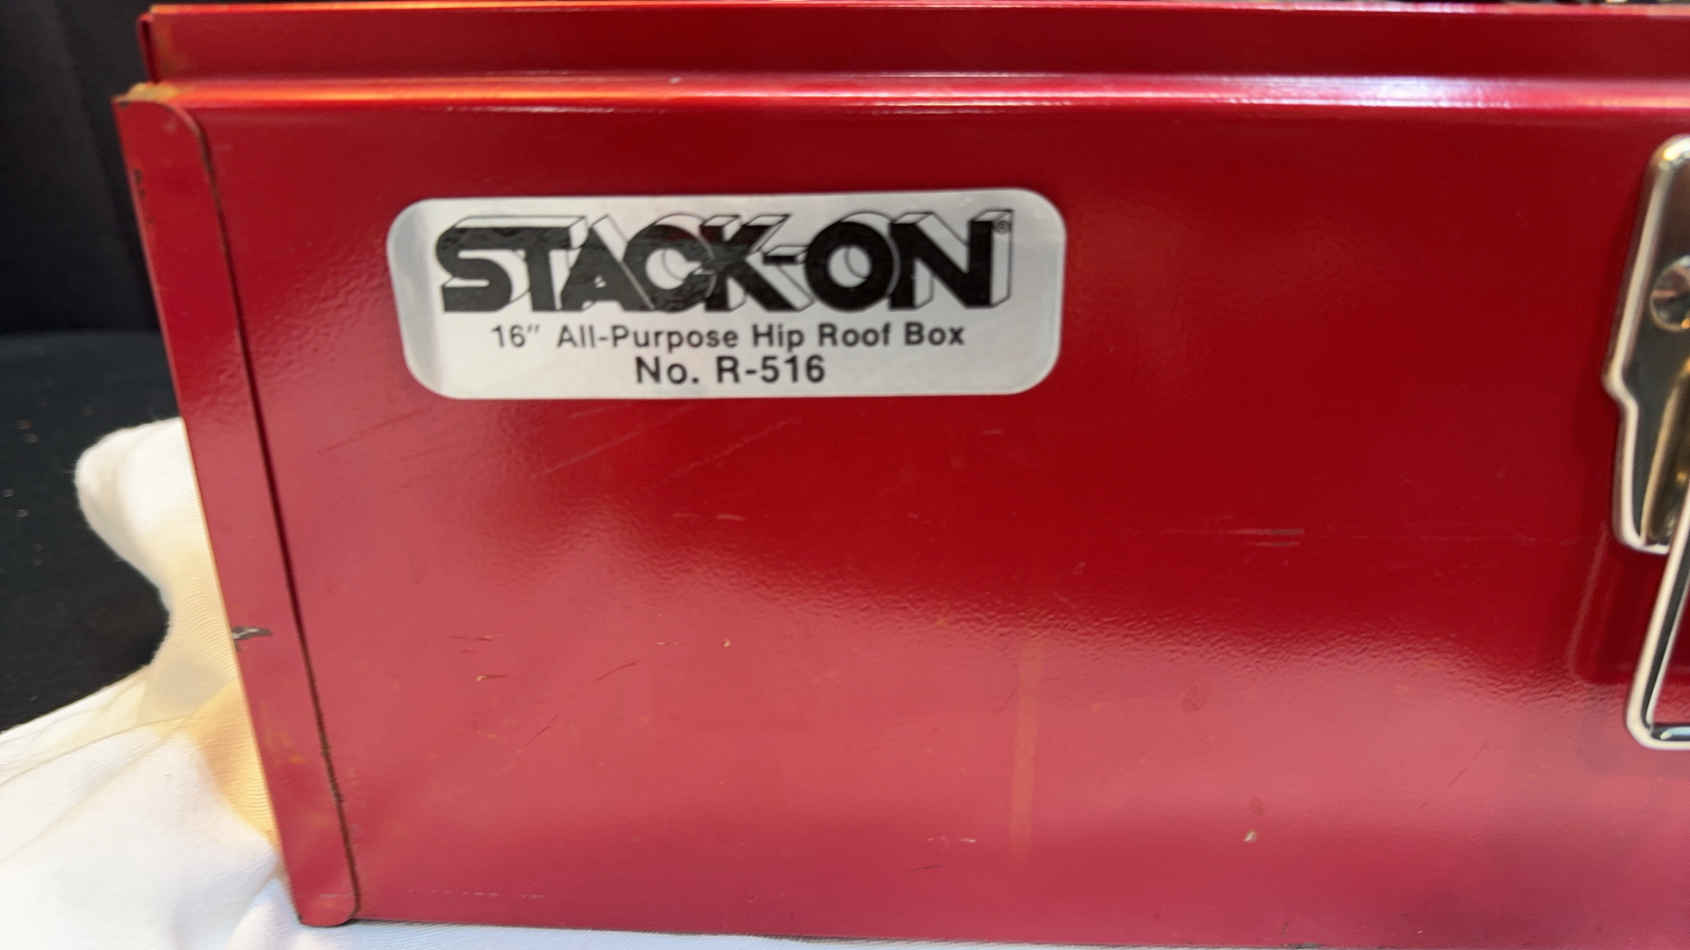 STACK-ON®
16" All-Purpose Hip Roof Box
No. R-516